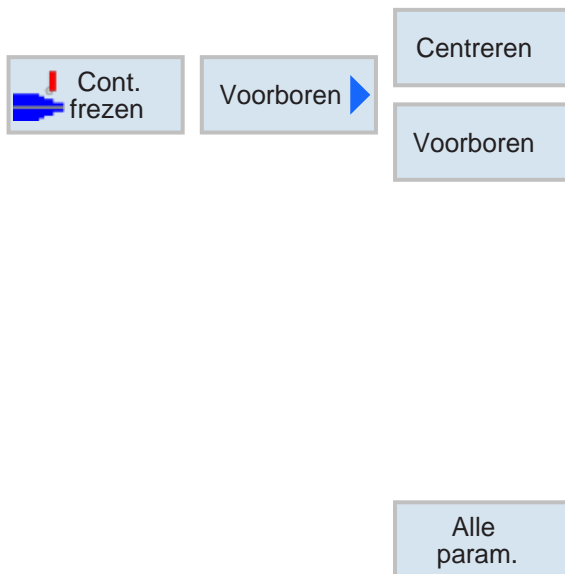 Cont.
frezen
Voorboren
Centreren
Voorboren
Alle
param.